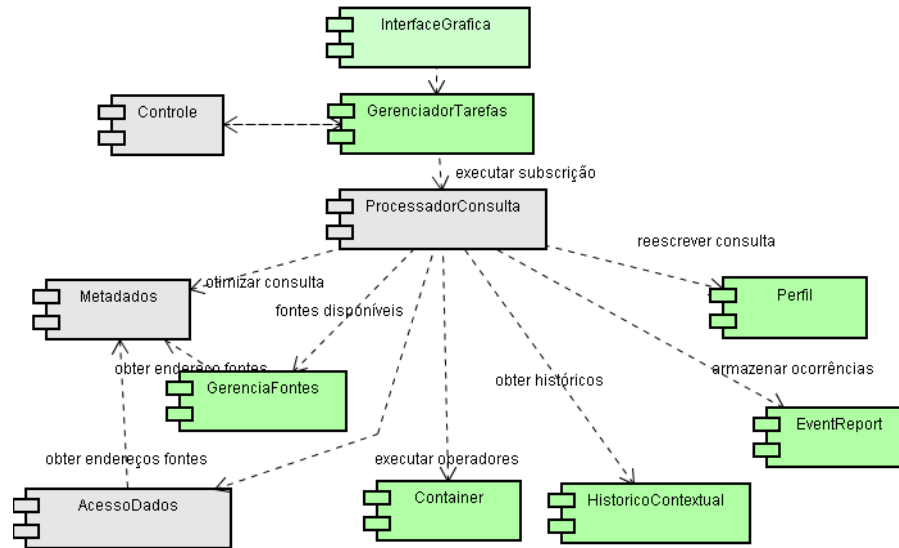 InterfaceGrafica
Controle
GerenciadorTarefas
executar subscrição
ProcessadorConsulta
reescrever consulta
otimizar consulta
Metadados
Perfil
fontes disponíveis
obter endereço fontes
GerenciaFontes
obter históricos
armazenar ocorrências
EventReport
obter endereços fontes
executar operadores
AcessoDados
Container
HistoricoContextual